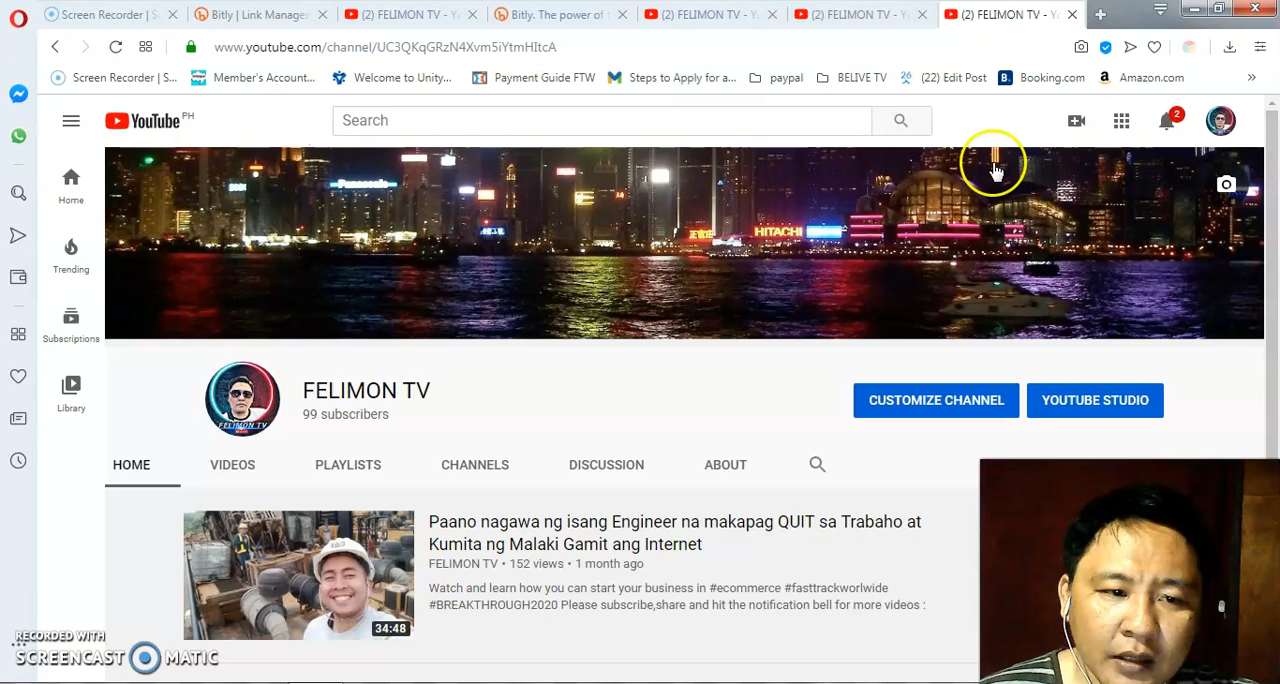 Screen Recorder | S
Bitly | Link Manage
(2) FELIMON TV - Y
Bitly. The power of
(2) FELIMON TV - Y
(2) FELIMON TV - Y
(2) FELIMON TV - Y
www.youtube.com/channel/UC3QKqGRzN4Xvm5iYtmHItcA
Screen Recorder | S...
Member's Account...
Welcome to Unity...
Payment Guide FTW
Steps to Apply for a...
paypal
BELIVE TV
(22) Edit Post
Booking.com
Amazon.com
YouTube PH
Search
2
Home
Trending
Subscriptions
Library
HITACHI
FELIMON TV
FELIMON TV
99 subscribers
CUSTOMIZE CHANNEL
YOUTUBE STUDIO
HOME
VIDEOS
PLAYLISTS
CHANNELS
DISCUSSION
ABOUT
Paano nagawa ng isang Engineer na makapag QUIT sa Trabaho at
Kumita ng Malaki Gamit ang Internet
FELIMON TV • 152 views • 1 month ago
Watch and learn how you can start your business in #ecommerce #fasttrackworlwide
#BREAKTHROUGH2020 Please subscribe,share and hit the notification bell for more videos :
34:48
RECORDED WITH
SCREENCAST MATIC